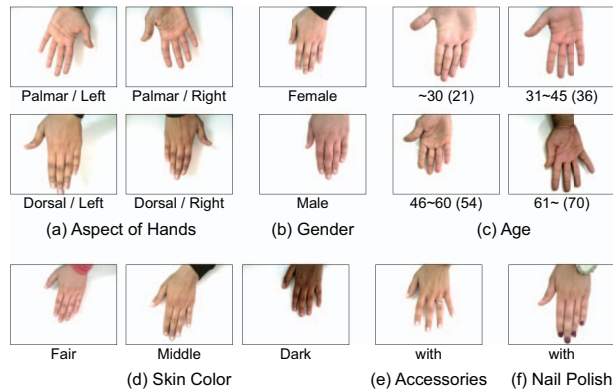 Palmar / Left
Palmar / Right
Female
~30 (21)
31~45 (36)
Dorsal / Left
Dorsal / Right
Male
46~60 (54)
61~ (70)
(a) Aspect of Hands
(b) Gender
(c) Age
Fair
Middle
Dark
with
with
(d) Skin Color
(e) Accessories
(f) Nail Polish